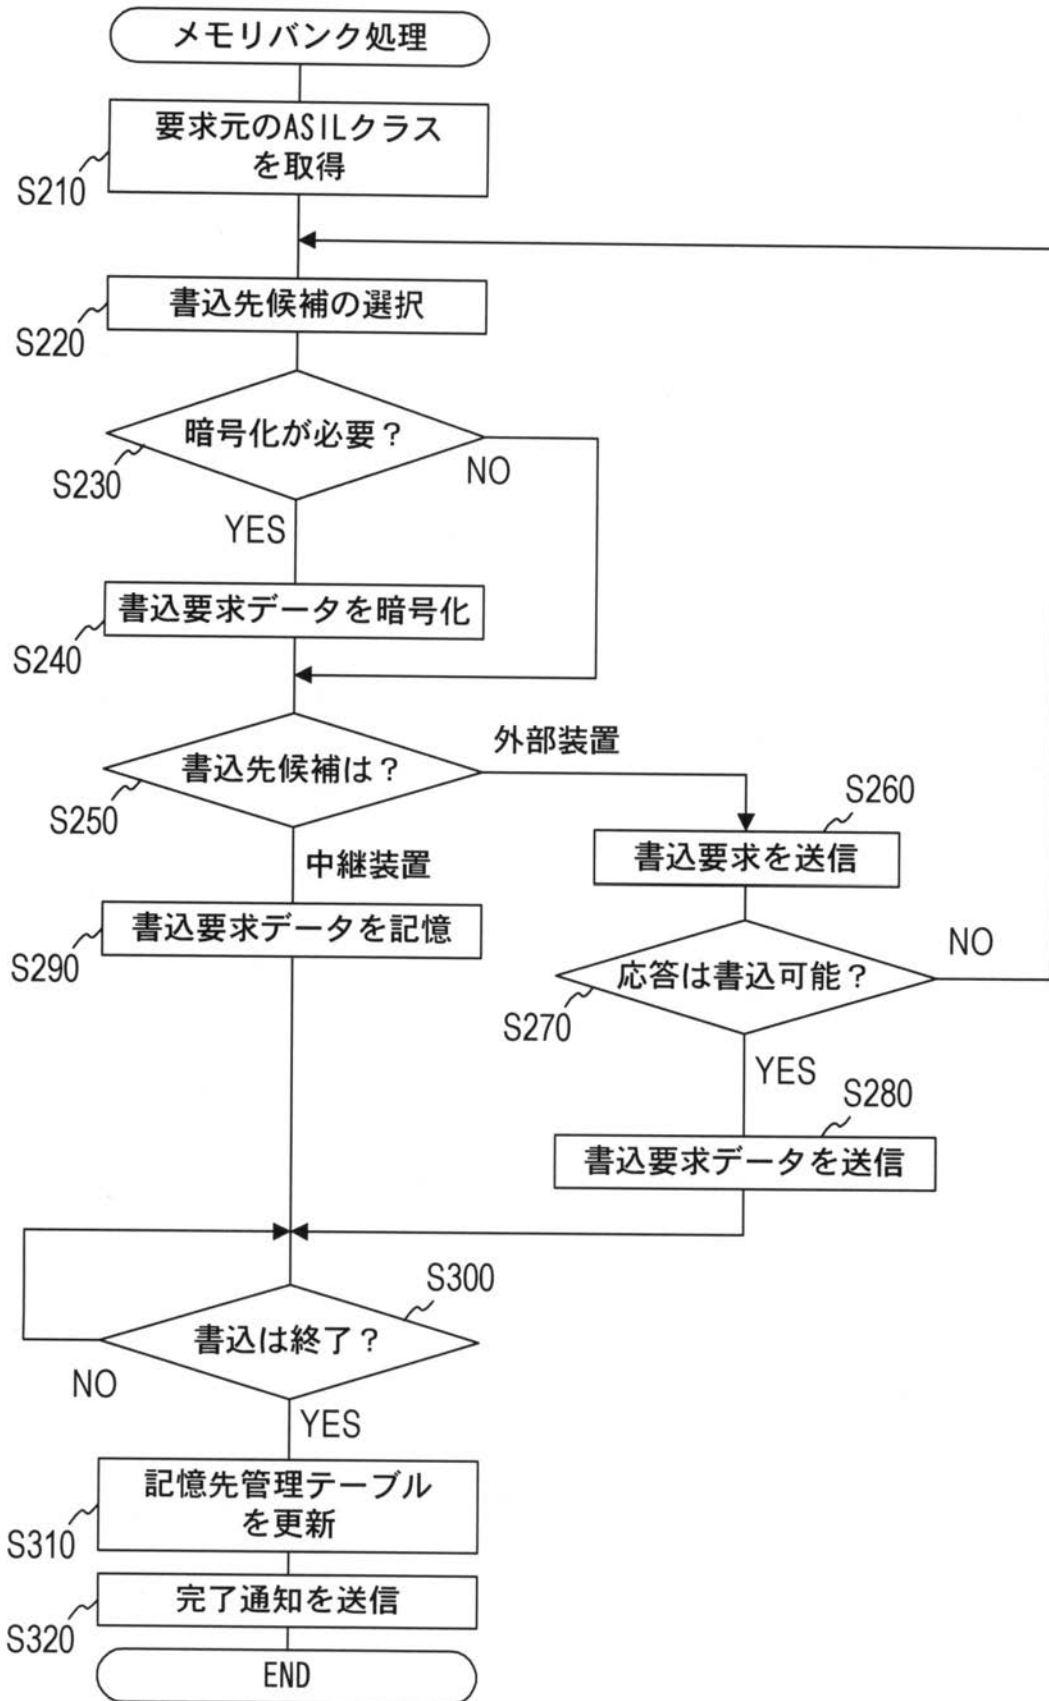 メモリバンク処理
要求元のASILクラス
を取得
S210
書込先候補の選択
S220
暗号化が必要？
S230
NO
YES
書込要求データを暗号化
S240
書込先候補は？
外部装置
S250
中継装置
S260
書込要求を送信
書込要求データを記憶
S290
応答は書込可能？
NO
S270
YES
S280
書込要求データを送信
S300
書込は終了？
NO
YES
記憶先管理テーブル
を更新
S310
完了通知を送信
S320
END